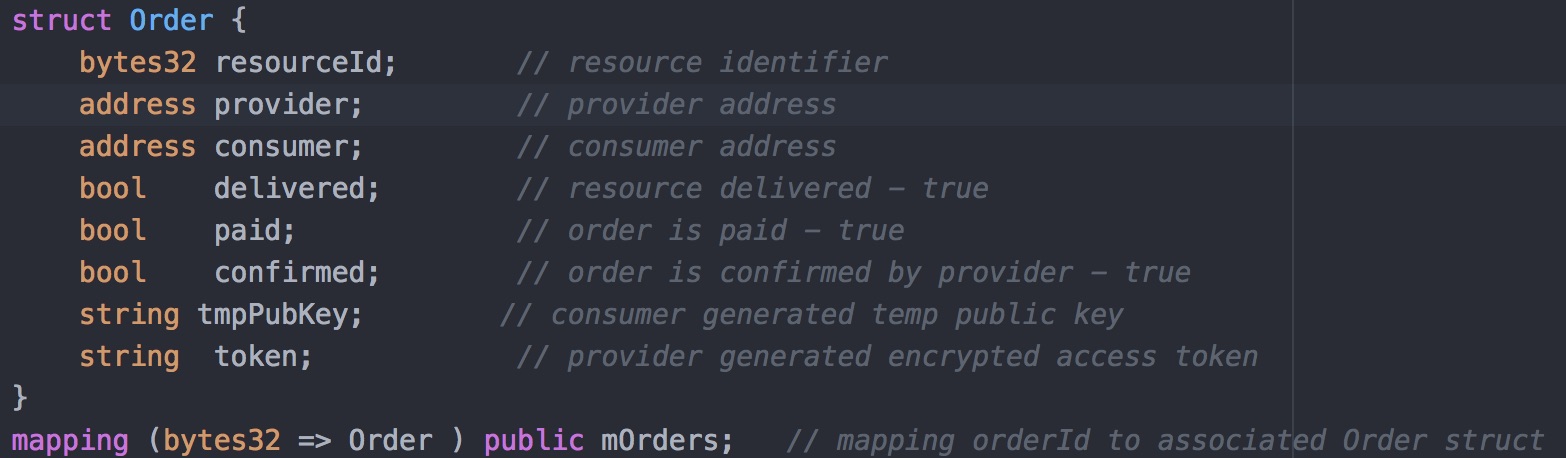 struct Order {
    bytes32 resourceId;       // resource identifier
    address provider;         // provider address
    address consumer;         // consumer address
    bool    delivered;        // resource delivered – true
    bool    paid;             // order is paid – true
    bool    confirmed;        // order is confirmed by provider – true
    string tmpPubKey;        // consumer generated temp public key
    string  token;            // provider generated encrypted access token
}
mapping (bytes32 => Order ) public mOrders;   // mapping orderId to associated Order struct